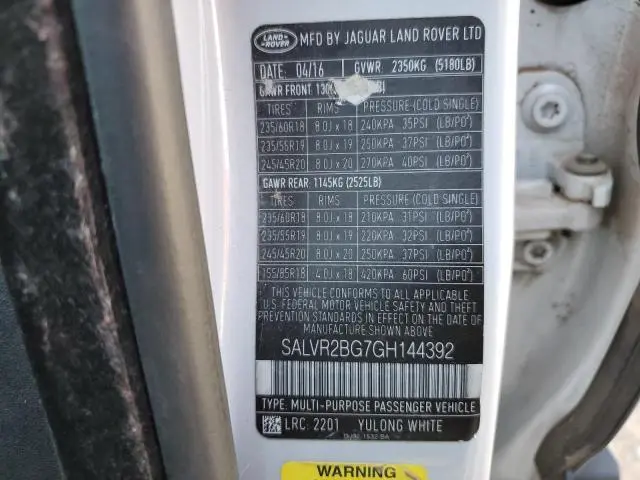 LAND
ROVER
MFD BY JAGUAR LAND ROVER LTD
DATE: 04/16 GVWR 2350KG (5180LB)
GAWR FRONT:
TIRES RIMS PRESSURE (COLD SINGLE)
235/60R18 8.0J x 18 240KPA 35PSI (LB/PO²)
235/55R19 8.0J x 19 250KPA 37PSI (LB/PO²)
245/45R20 8.0J x 20 270KPA 40PSI (LB/PO²)
GAWR REAR: 1145KG (2525LB)
TIRES RIMS PRESSURE (COLD SINGLE)
235/60R18 8.0J x 18 210KPA 31PSI (LB/PO²)
235/55R19 8.0J x 19 220KPA 32PSI (LB/PO²)
245/45R20 8.0J x 20 250KPA 37PSI (LB/PO²)
155/85R18 4.0J x 18 420KPA 60PSI (LB/PO²)
THIS VEHICLE CONFORMS TO ALL APPLICABLE
U.S. FEDERAL MOTOR VEHICLE SAFETY AND THEFT
PREVENTION STANDARDS IN EFFECT ON THE DATE OF
MANUFACTURE SHOWN ABOVE
SALVR2BG7GH144392
TYPE: MULTI-PURPOSE PASSENGER VEHICLE
LRC: 2201 YULONG WHITE
WARNING